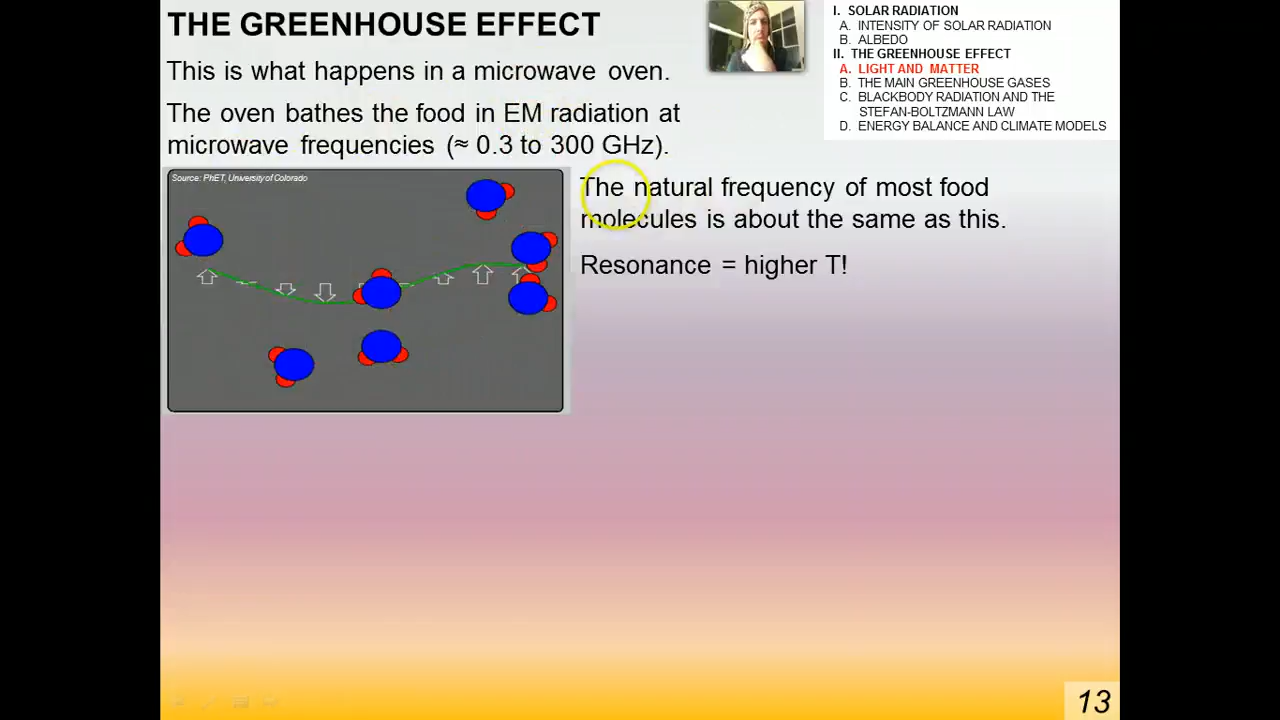 THE GREENHOUSE EFFECT
This is what happens in a microwave oven.
The oven bathes the food in EM radiation at
microwave frequencies (≈ 0.3 to 300 GHz).
Source: PhET, University of Colorado
The natural frequency of most food
molecules is about the same as this.
Resonance = higher T!
I. SOLAR RADIATION
A. INTENSITY OF SOLAR RADIATION
B. ALBEDO
II. THE GREENHOUSE EFFECT
A. LIGHT AND MATTER
B. THE MAIN GREENHOUSE GASES
C. BLACKBODY RADIATION AND THE
STEFAN-BOLTZMANN LAW
D. ENERGY BALANCE AND CLIMATE MODELS
13